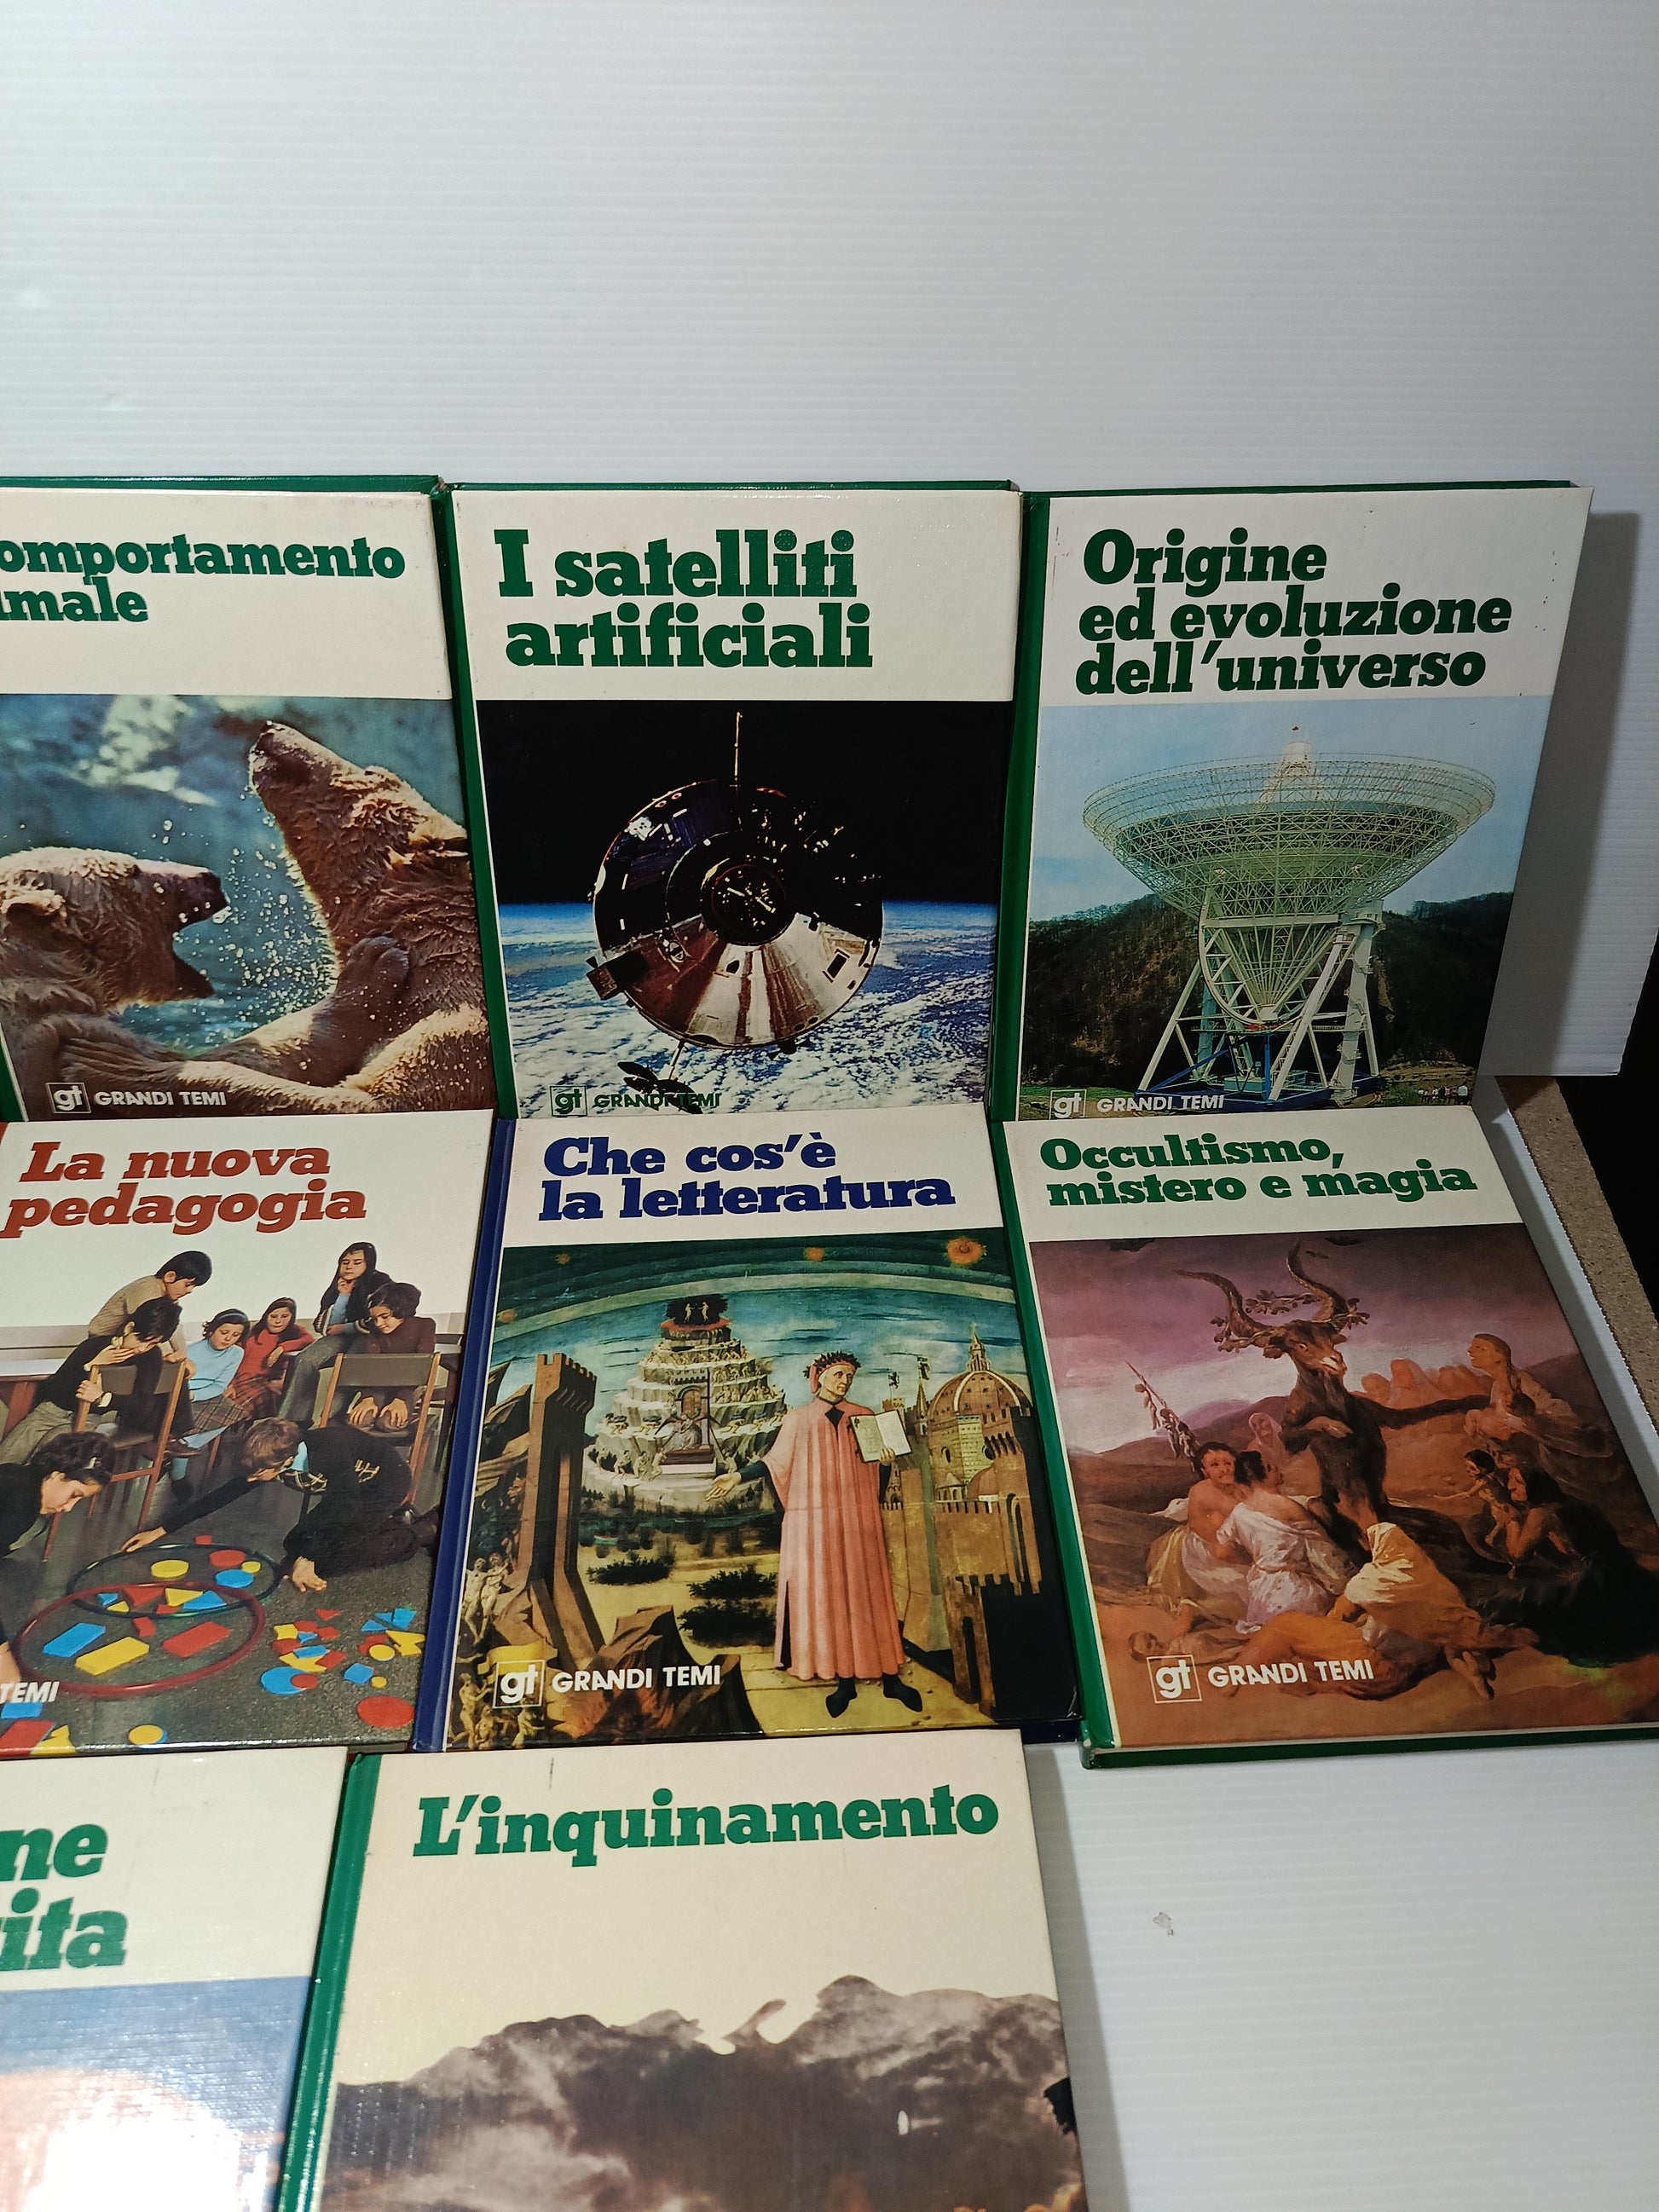 omportamento
imale
gt GRANDI TEMI
I satelliti
artificiali
gt GRANDI TEMI
Origine
ed evoluzione
dell'universo
gt GRANDI TEMI
La nuova
pedagogia
TEMI
Che cos'è
la letteratura
gt GRANDI TEMI
Occultismo,
mistero e magia
gt GRANDI TEMI
ne
ita
L'inquinamento